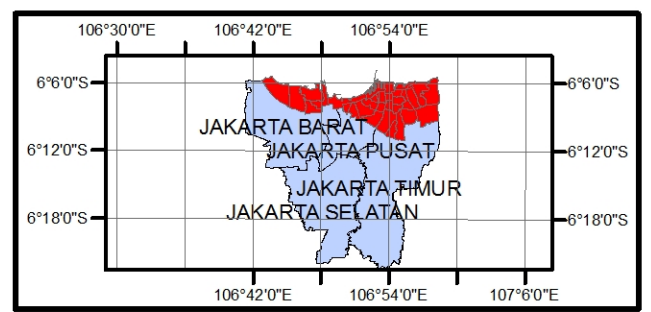 106°30'0"E 106°42'0"E 106°54'0"E
6°6'0"S 6°6'0"S
JAKARTA BARAT
6°12'0"S JAKARTA PUSAT 6°12'0"S
JAKARTA TIMUR
JAKARTA SELATAN
6°18'0"S 6°18'0"S
106°42'0"E 106°54'0"E 107°6'0"E